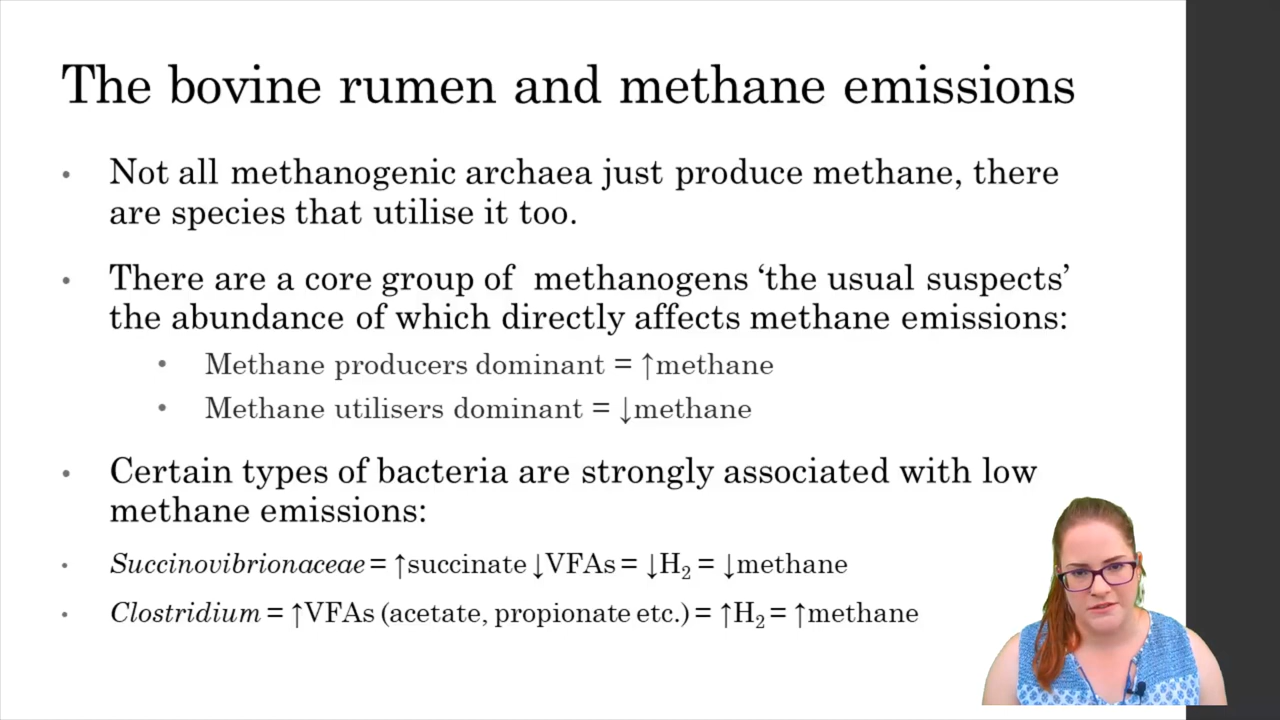 The bovine rumen and methane emissions
• Not all methanogenic archaea just produce methane, there
are species that utilise it too.
• There are a core group of methanogens ‘the usual suspects’
the abundance of which directly affects methane emissions:
• Methane producers dominant = ↑methane
• Methane utilisers dominant = ↓methane
• Certain types of bacteria are strongly associated with low
methane emissions:
• Succinovibrionaceae = ↑succinate ↓VFAs = ↓H₂ = ↓methane
• Clostridium = ↑VFAs (acetate, propionate etc.) = ↑H₂ = ↑methane